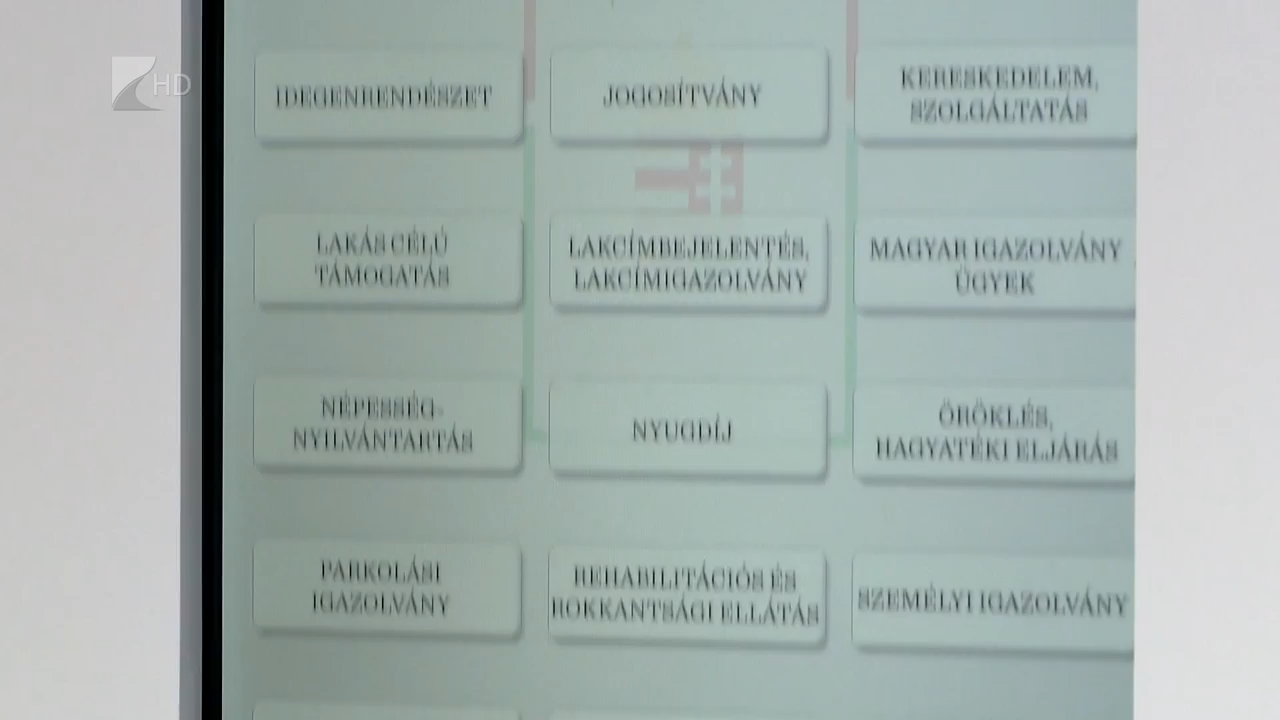 HD
IDEGENRENDÉSZET
JOGOSÍTVÁNY
KERESKEDELEM,
SZOLGÁLTATÁS
LAKÁS CÉLÚ
TÁMOGATÁS
LAKCÍMBEJELENTÉS,
LAKCÍMIGAZOLVÁNY
MAGYAR IGAZOLVÁNY
ÜGYEK
NÉPESSÉG-
NYILVÁNTARTÁS
NYUGDÍJ
ÖRÖKLÉS,
HAGYATÉKI ELJÁRÁS
PARKOLÁSI
IGAZOLVÁNY
REHABILITÁCIÓS ÉS
ROKKANTSÁGI ELLÁTÁS
SZEMÉLYI IGAZOLVÁNY